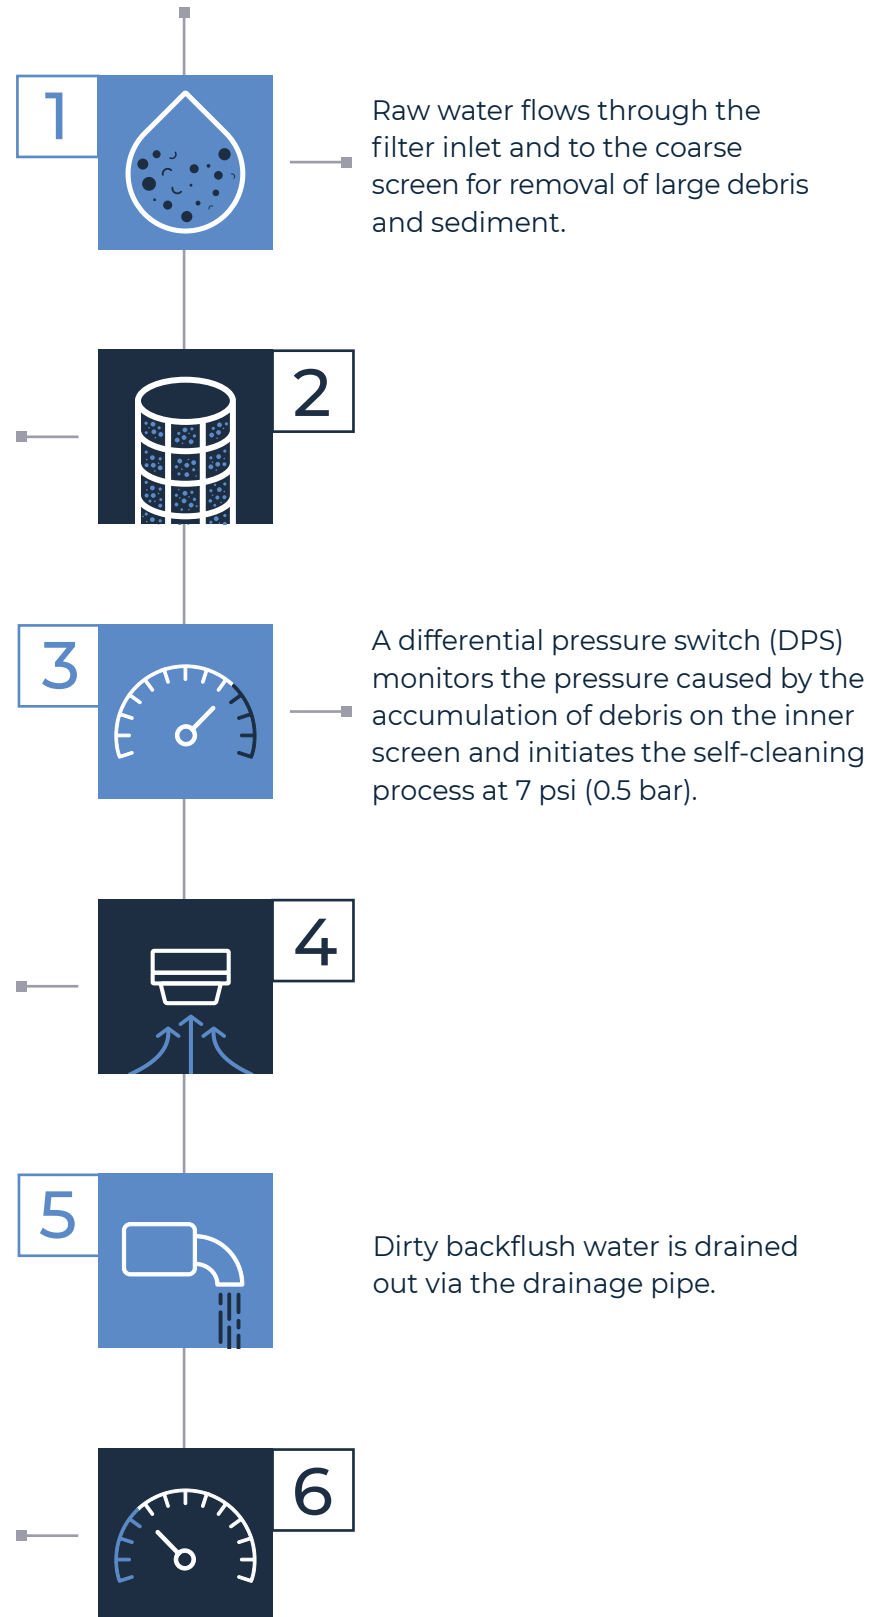 1
Raw water flows through the
filter inlet and to the coarse
screen for removal of large debris
and sediment.
2
3
A differential pressure switch (DPS)
monitors the pressure caused by the
accumulation of debris on the inner
screen and initiates the self-cleaning
process at 7 psi (0.5 bar).
4
5
Dirty backflush water is drained
out via the drainage pipe.
6